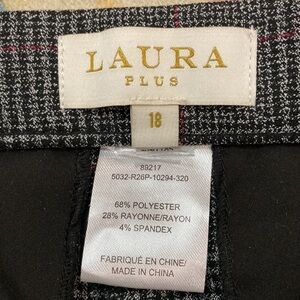 LAURA
PLUS
18
89217
5032-R26P-10294-320
68% POLYESTER
28% RAYONNE/RAYON
4% SPANDEX
FABRIQUÉ EN CHINE/
MADE IN CHINA